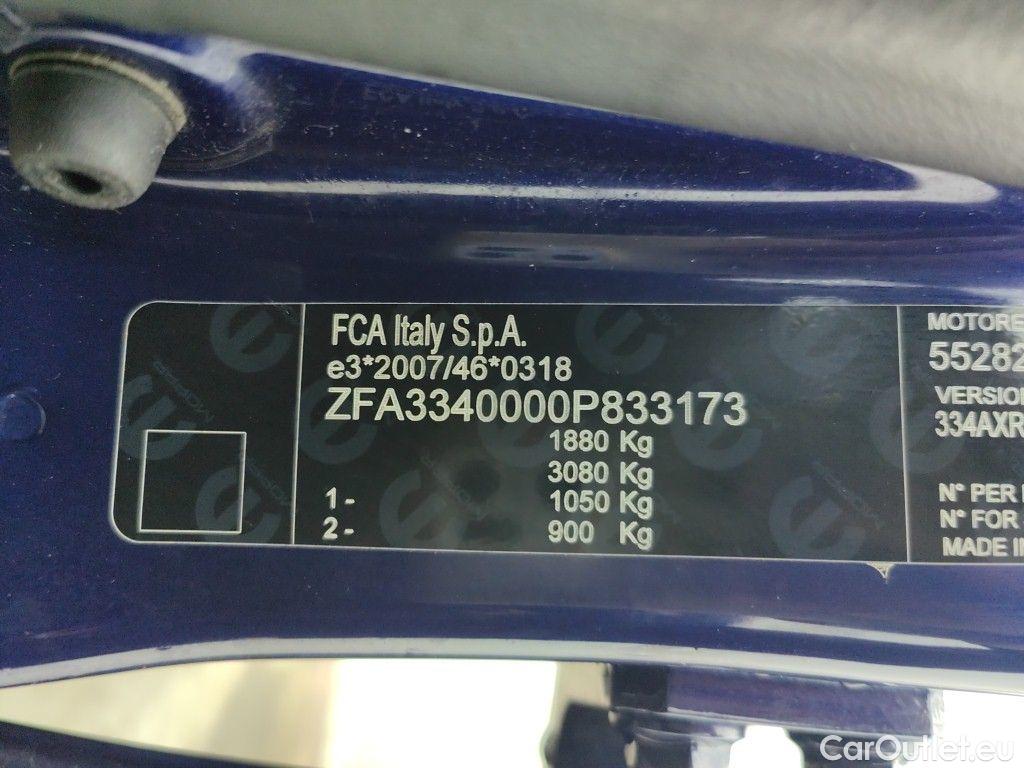 FCA Italy S.p.A.
e3*2007/46*0318
ZFA3340000P833173
1880 Kg
3080 Kg
1 - 1050 Kg
2 - 900 Kg
MOTORE
55282
VERSION
334AXR
N° PER
N° FOR
MADE I
CarOutlet.eu